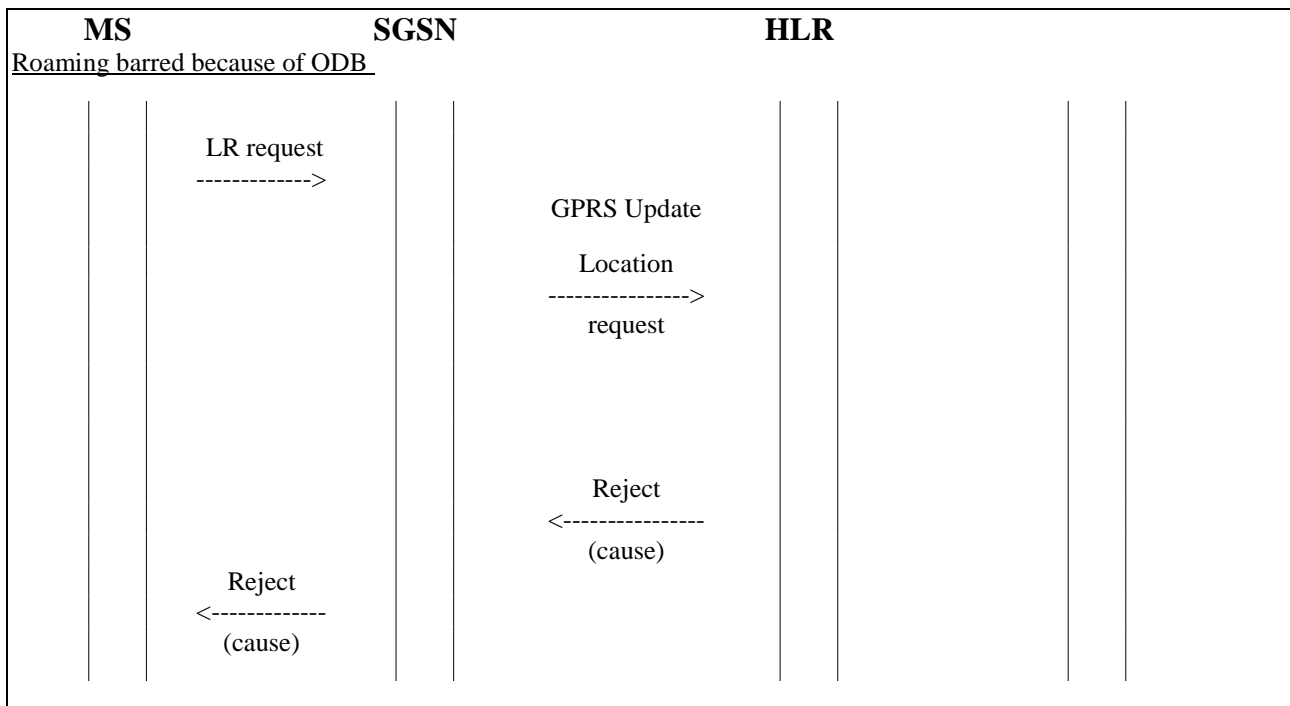 MS SGSN HLR
Roaming barred because of ODB
LR request
------------->
GPRS Update
Location
----------------->
request
Reject
<----------------
(cause)
Reject
<-------------
(cause)